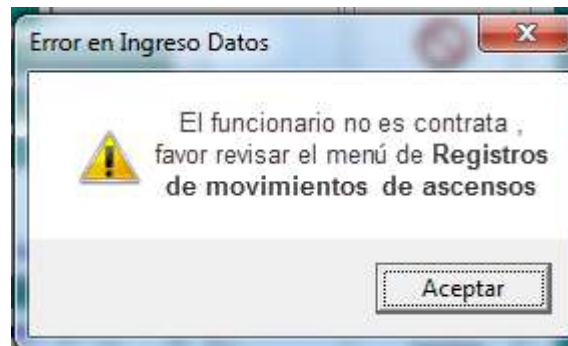 Error en Ingreso Datos
El funcionario no es contrata ,
favor revisar el menú de Registros
de movimientos de ascensos
Aceptar